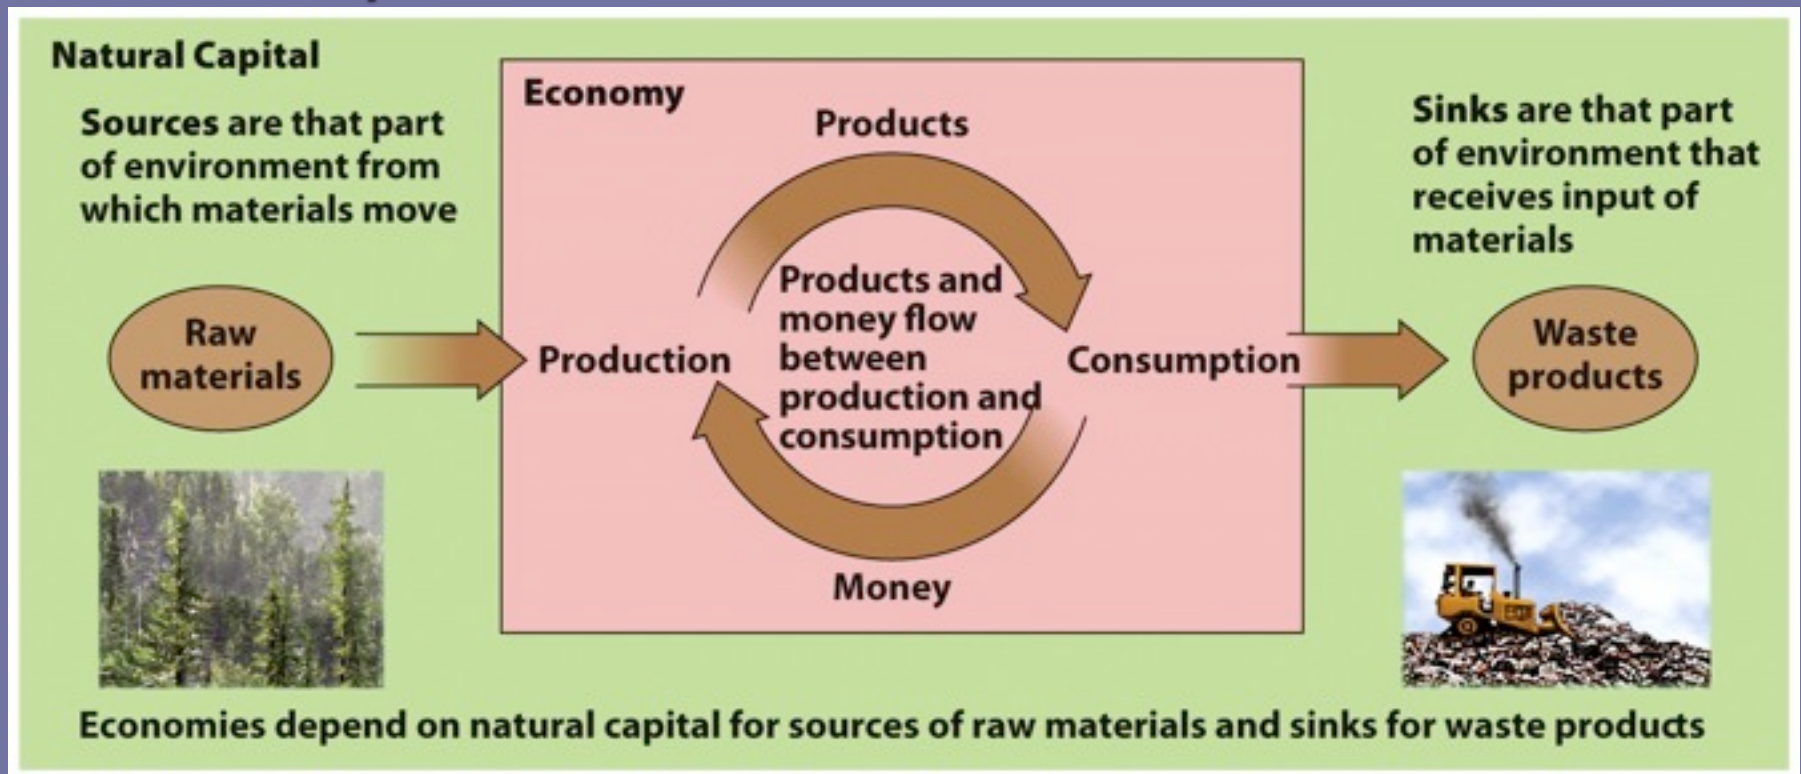 Natural Capital
Sources are that part
of environment from
which materials move
Raw
materials
Economy
Products
Production
Products and
money flow
between
production and
consumption
Consumption
Money
Sinks are that part
of environment that
receives input of
materials
Waste
products
Economies depend on natural capital for sources of raw materials and sinks for waste products